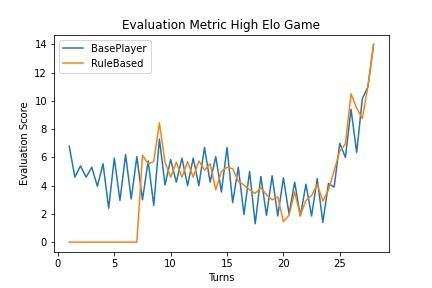 Evaluation Metric High Elo Game
BasePlayer
RuleBased
Evaluation Score
14
12
10
8
6
4
2
0
0 5 10 15 20 25
Turns